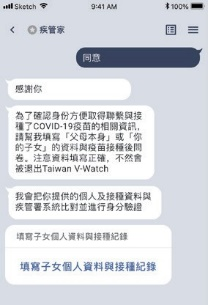 Sketch
9:41 AM
100%
疾管家
同意
感謝你
為了確認身份方便取得聯繫與接
種了COVID-19疫苗的相關資訊,
請幫我填寫「父母本身」或「你
的子女」的資料與疫苗接種後問
卷。注意資料填寫正確,不然會
被退出Taiwan V-Watch
我會把你提供的個人及接種資料與
疾管署系統比對並進行身分驗證
填寫子女個人資料與接種紀錄
填寫子女個人資料與接種紀錄